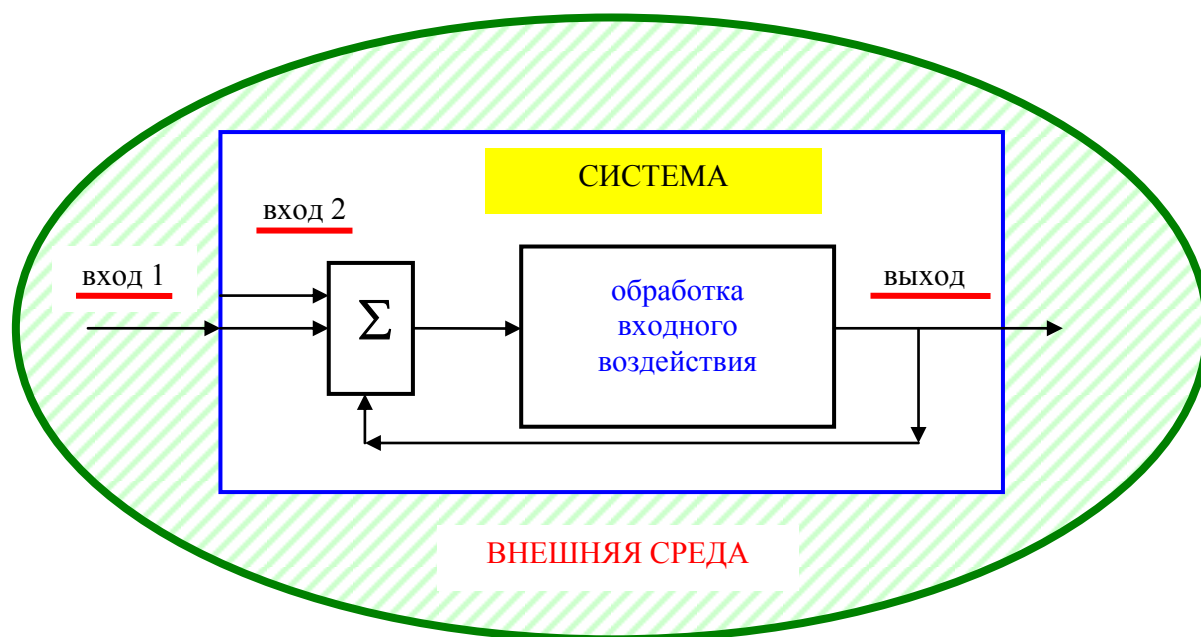 СИСТЕМА
вход 2
вход 1
Σ
обработка
входного
воздействия
выход
ВНЕШНЯЯ СРЕДА